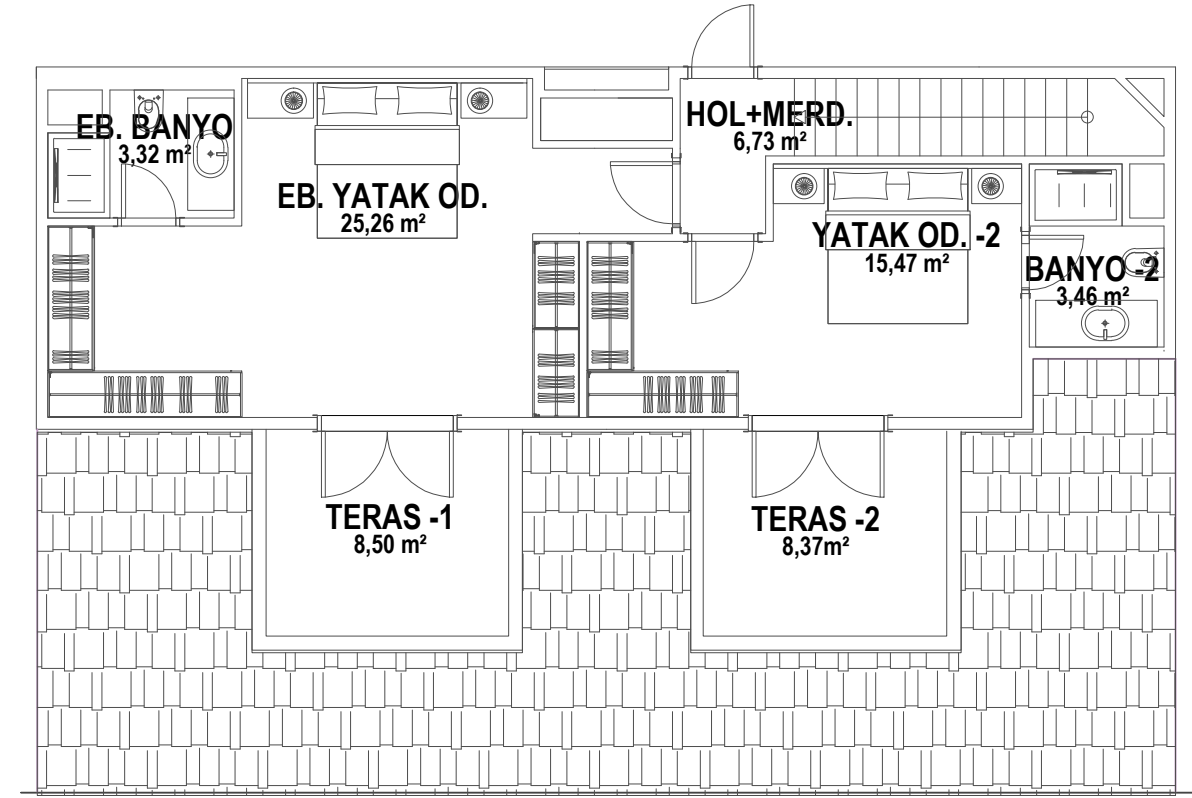 HOL+MERD.
6,73 m²
EB. BANYO
3,32 m²
EB. YATAK OD.
25,26 m²
YATAK OD. -2
15,47 m²
BANYO -2
3,46 m²
TERAS -1
8,50 m²
TERAS -2
8,37m²